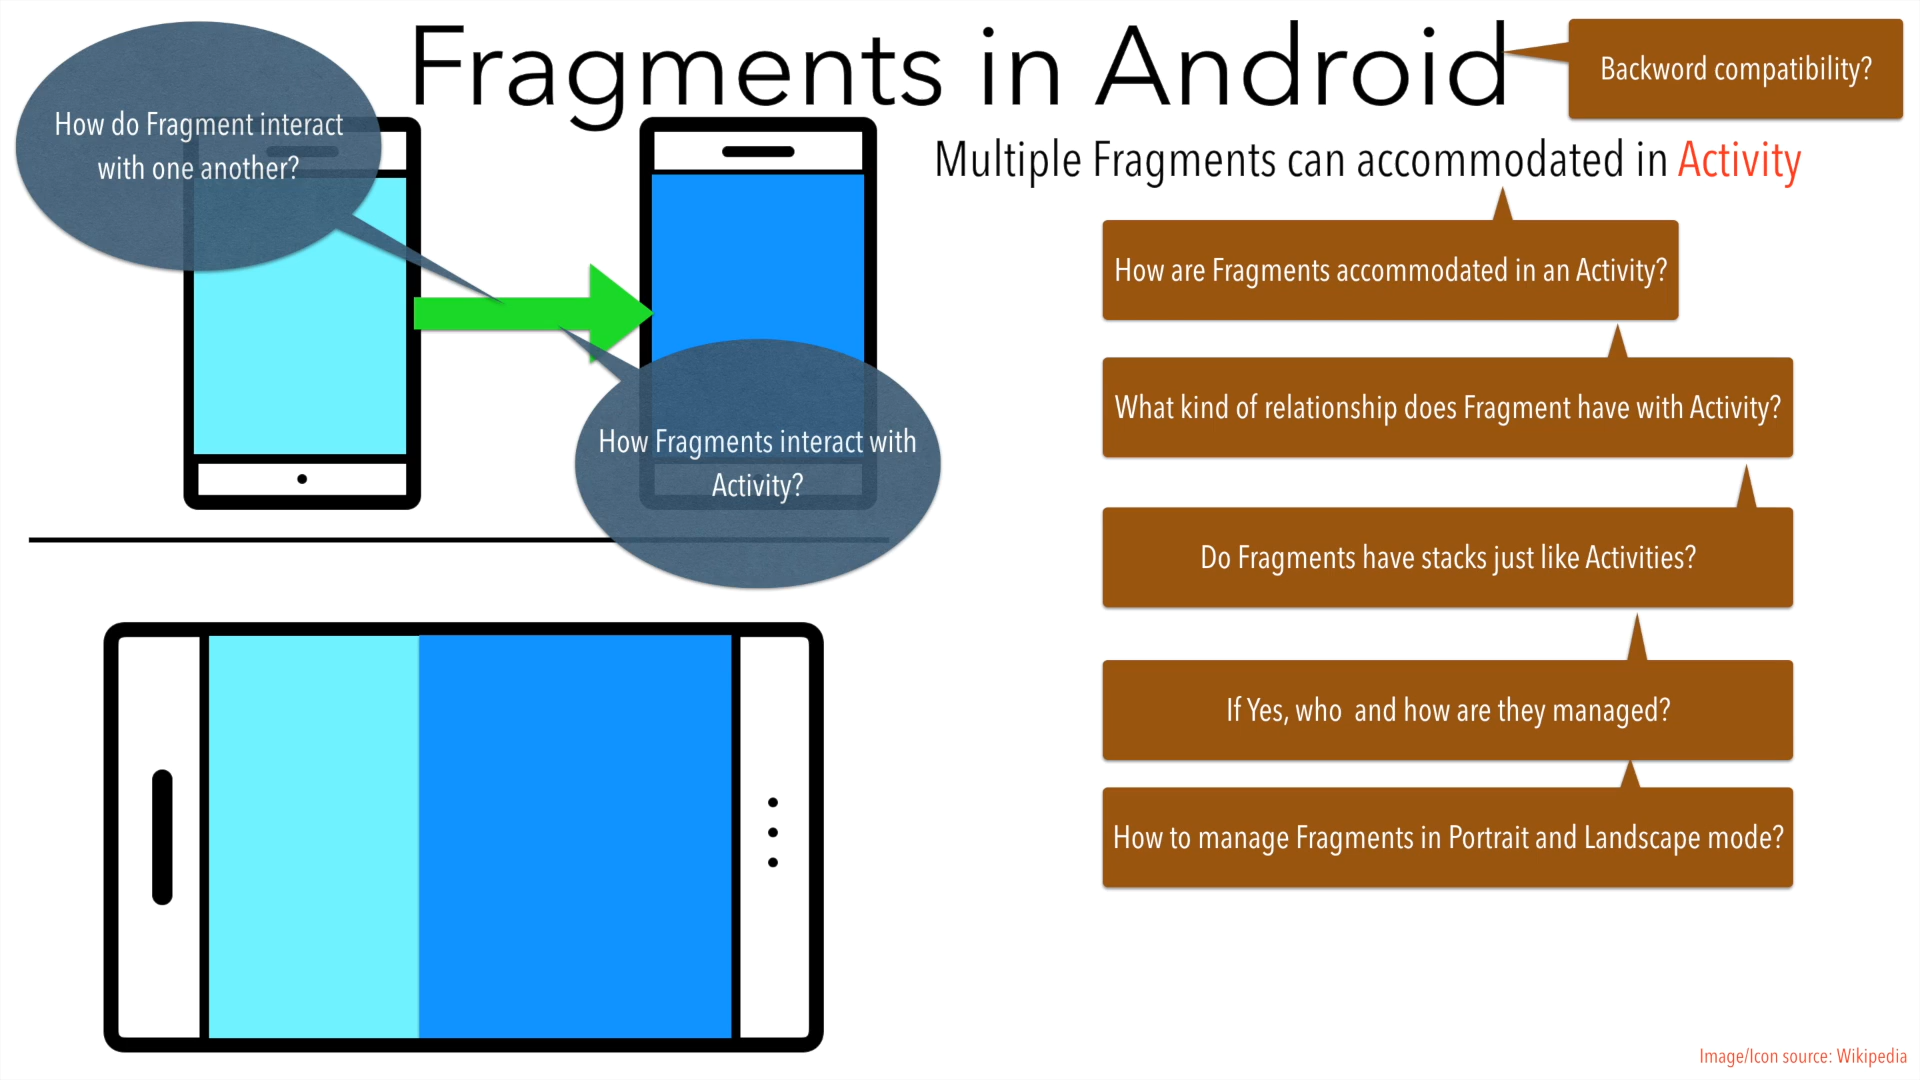 Fragments in Android
Backword compatibility?
How do Fragment interact
with one another?
Multiple Fragments can accommodated in Activity
How are Fragments accommodated in an Activity?
What kind of relationship does Fragment have with Activity?
How Fragments interact with
Activity?
Do Fragments have stacks just like Activities?
If Yes, who  and how are they managed?
How to manage Fragments in Portrait and Landscape mode?
Image/Icon source: Wikipedia